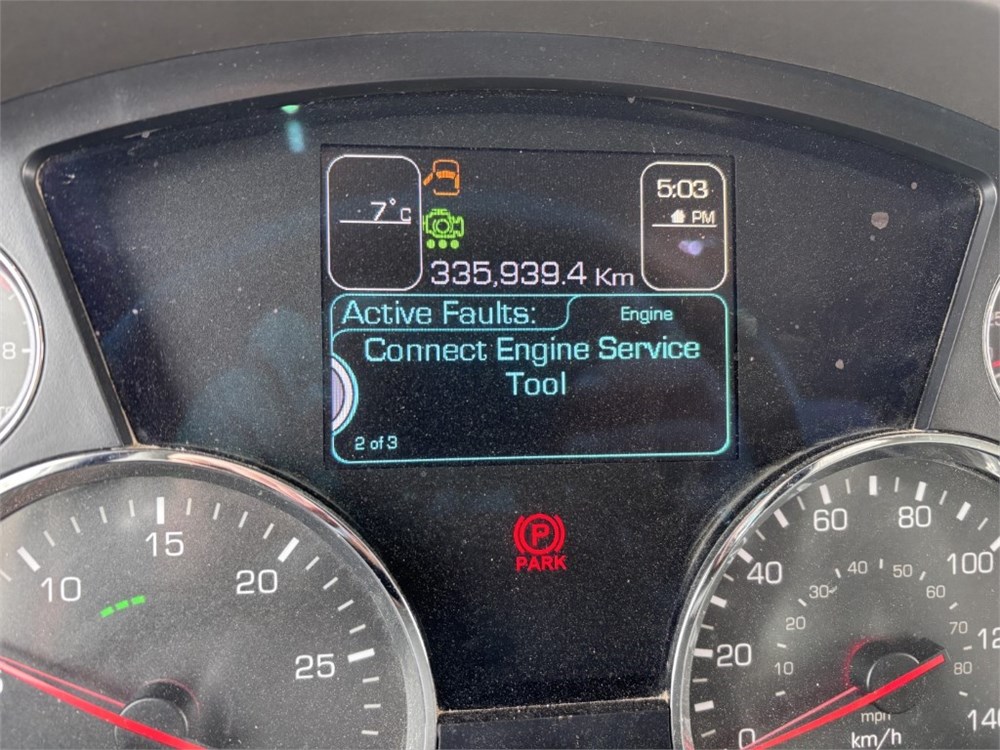 7°C
5:03
PM
335,939.4 Km
Active Faults:
Engine
Connect Engine Service
Tool
2 of 3
P
PARK
8
10
15
20
25
0
20
40
60
80
100
10
20
30
40
50
60
70
80
mph
km/h